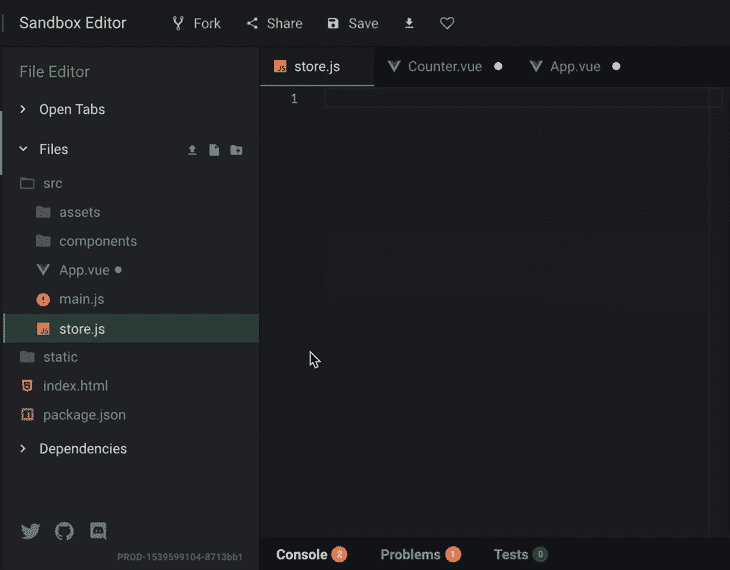 Sandbox Editor Fork Share Save
File Editor
store.js Counter.vue App.vue
Open Tabs
1
Files
src
assets
components
App.vue
main.js
store.js
static
index.html
package.json
Dependencies
PROD-1539599104-8713bb1
Console 2 Problems 1 Tests 0